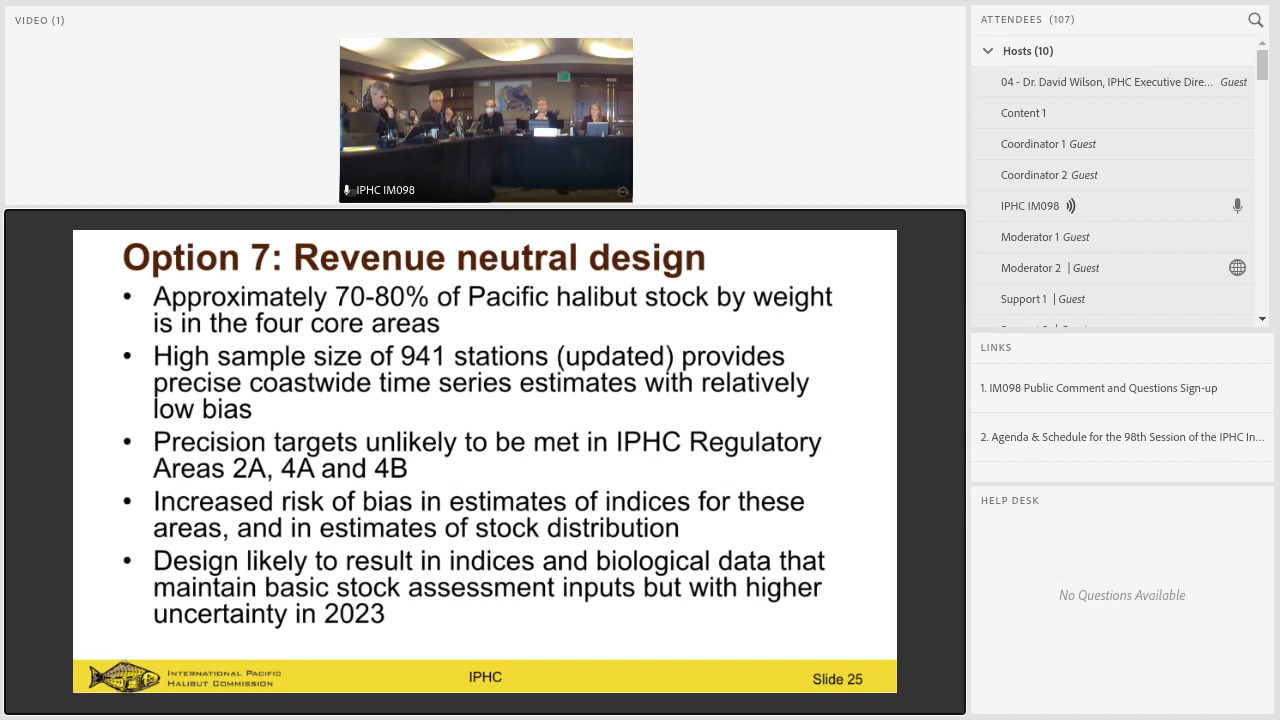 VIDEO (1)
IPHC IM098
Option 7: Revenue neutral design
• Approximately 70-80% of Pacific halibut stock by weight
is in the four core areas
• High sample size of 941 stations (updated) provides
precise coastwide time series estimates with relatively
low bias
• Precision targets unlikely to be met in IPHC Regulatory
Areas 2A, 4A and 4B
• Increased risk of bias in estimates of indices for these
areas, and in estimates of stock distribution
• Design likely to result in indices and biological data that
maintain basic stock assessment inputs but with higher
uncertainty in 2023
INTERNATIONAL PACIFIC
HALIBUT COMMISSION
IPHC
Slide 25
ATTENDEES (107)
Hosts (10)
04 - Dr. David Wilson, IPHC Executive Dire... Guest
Content 1
Coordinator 1 Guest
Coordinator 2 Guest
IPHC IM098
Moderator 1 Guest
Moderator 2 | Guest
Support 1 | Guest
LINKS
1. IM098 Public Comment and Questions Sign-up
2. Agenda & Schedule for the 98th Session of the IPHC In...
HELP DESK
No Questions Available